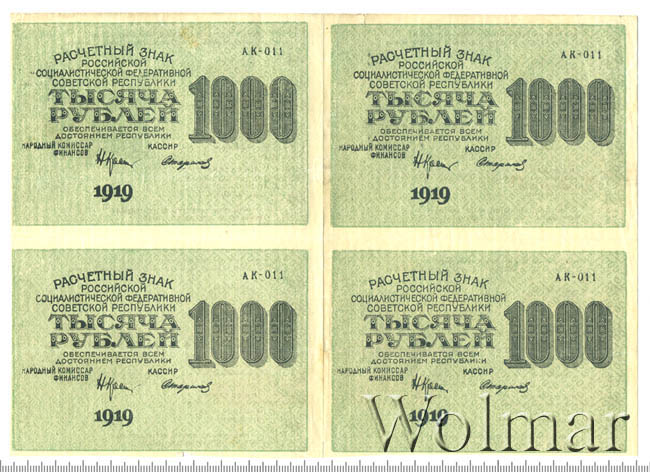 РАСЧЕТНЫЙ ЗНАК
РОССИЙСКОЙ
СОЦИАЛИСТИЧЕСКОЙ ФЕДЕРАТИВНОЙ
СОВЕТСКОЙ РЕСПУБЛИКИ
ТЫСЯЧА
РУБЛЕЙ
ОБЕСПЕЧИВАЕТСЯ ВСЕМ
ДОСТОЯНИЕМ РЕСПУБЛИКИ
НАРОДНЫЙ КОМИССАР
ФИНАНСОВ
КАССИР
АК-011
1000
1919
РАСЧЕТНЫЙ ЗНАК
РОССИЙСКОЙ
СОЦИАЛИСТИЧЕСКОЙ ФЕДЕРАТИВНОЙ
СОВЕТСКОЙ РЕСПУБЛИКИ
ТЫСЯЧА
РУБЛЕЙ
ОБЕСПЕЧИВАЕТСЯ ВСЕМ
ДОСТОЯНИЕМ РЕСПУБЛИКИ
НАРОДНЫЙ КОМИССАР
ФИНАНСОВ
КАССИР
АК-011
1000
1919
РАСЧЕТНЫЙ ЗНАК
РОССИЙСКОЙ
СОЦИАЛИСТИЧЕСКОЙ ФЕДЕРАТИВНОЙ
СОВЕТСКОЙ РЕСПУБЛИКИ
ТЫСЯЧА
РУБЛЕЙ
ОБЕСПЕЧИВАЕТСЯ ВСЕМ
ДОСТОЯНИЕМ РЕСПУБЛИКИ
НАРОДНЫЙ КОМИССАР
ФИНАНСОВ
КАССИР
АК-011
1000
1919
РАСЧЕТНЫЙ ЗНАК
РОССИЙСКОЙ
СОЦИАЛИСТИЧЕСКОЙ ФЕДЕРАТИВНОЙ
СОВЕТСКОЙ РЕСПУБЛИКИ
ТЫСЯЧА
РУБЛЕЙ
ОБЕСПЕЧИВАЕТСЯ ВСЕМ
ДОСТОЯНИЕМ РЕСПУБЛИКИ
НАРОДНЫЙ КОМИССАР
ФИНАНСОВ
КАССИР
АК-011
1000
1919
Wolmar